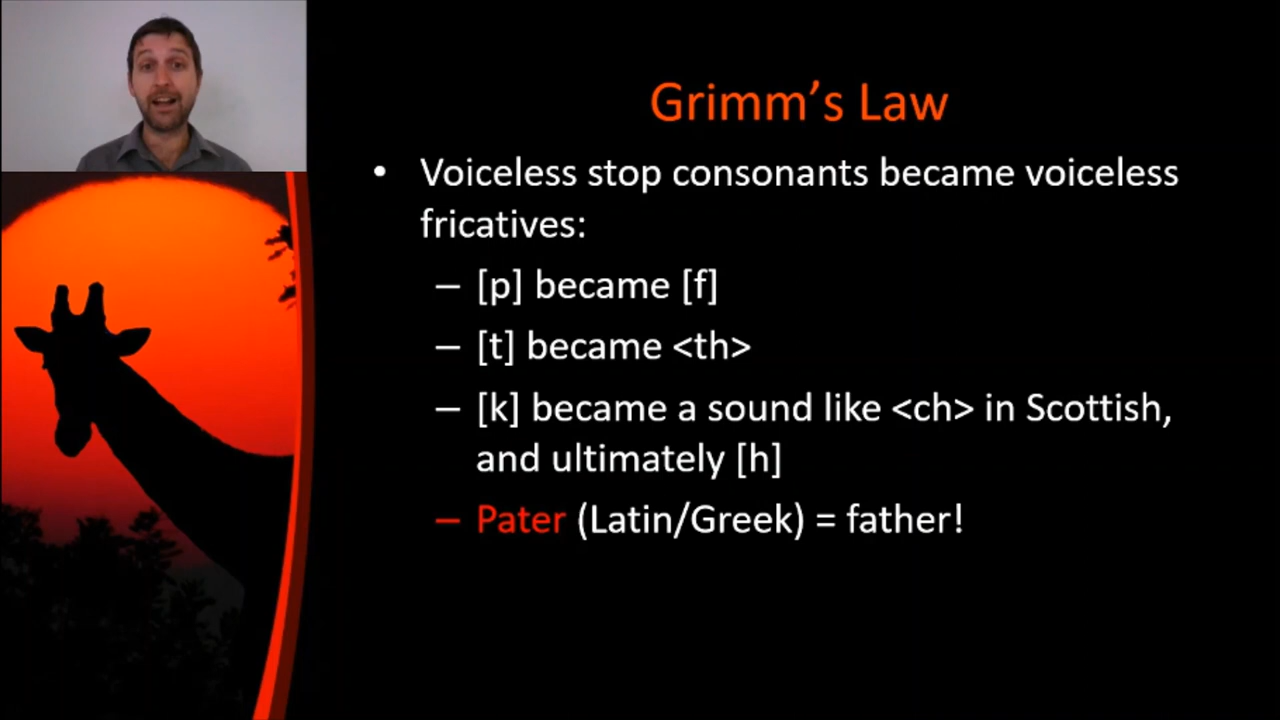 Grimm’s Law
• Voiceless stop consonants became voiceless
fricatives:
– [p] became [f]
– [t] became <th>
– [k] became a sound like <ch> in Scottish,
and ultimately [h]
– Pater (Latin/Greek) = father!